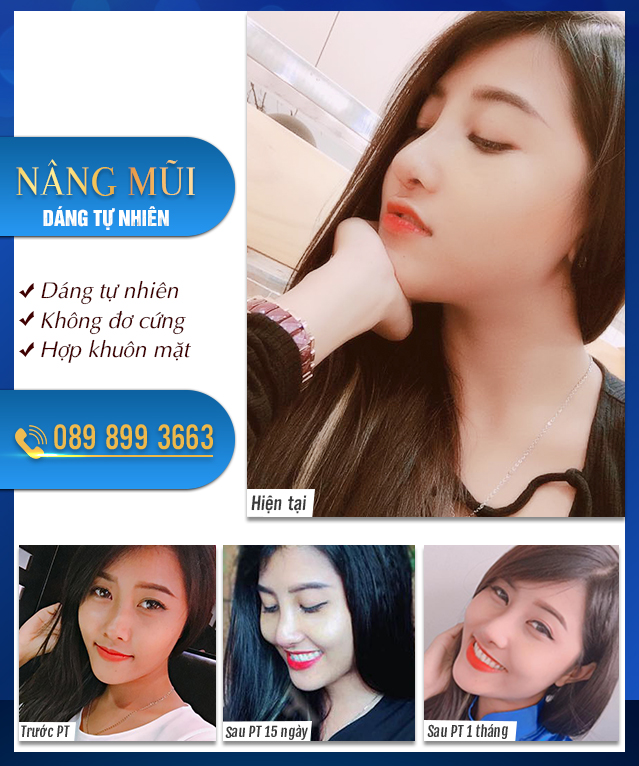 NÂNG MŨI
DÁNG TỰ NHIÊN
Dáng tự nhiên
Không đơ cứng
Hợp khuôn mặt
089 899 3663
Hiện tại
Trước PT
Sau PT 15 ngày
Sau PT 1 tháng